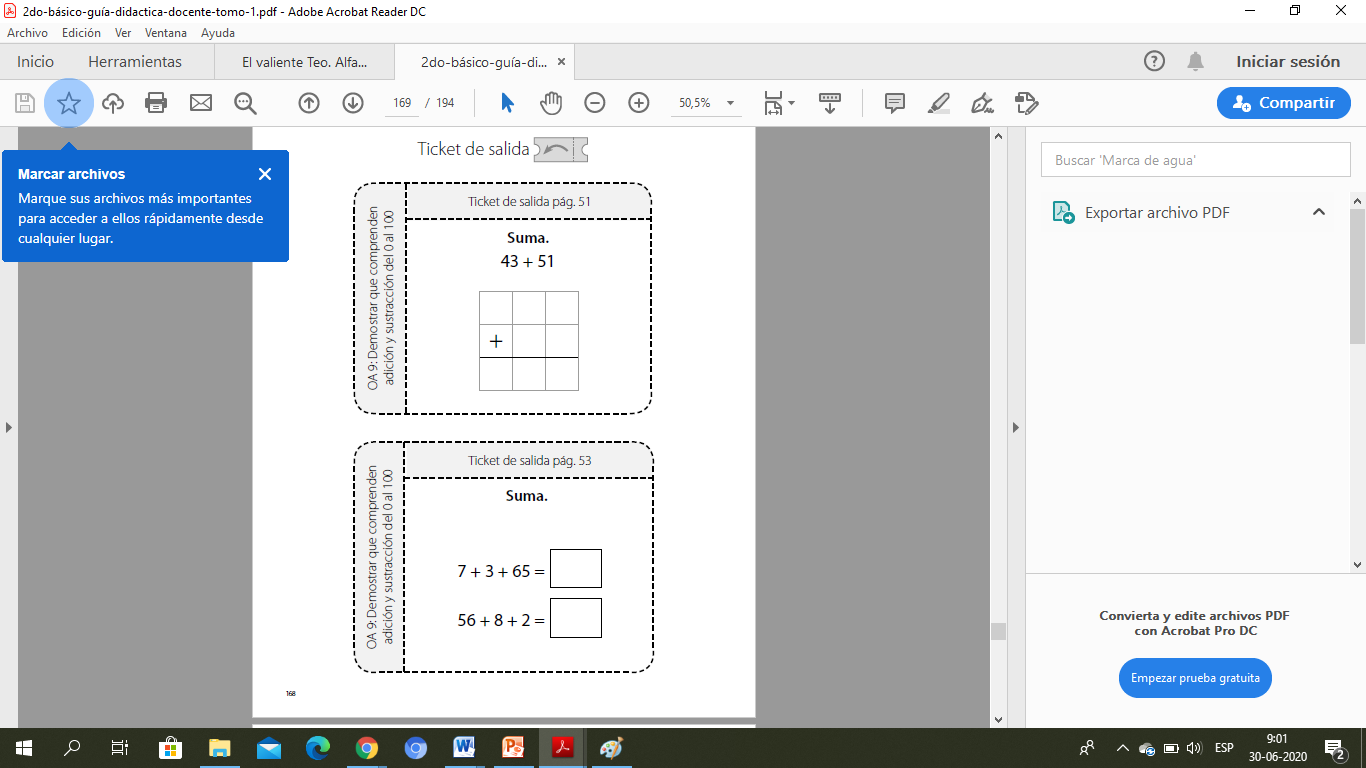 2do-básico-guía-didactica-docente-tomo-1.pdf - Adobe Acrobat Reader DC
Archivo Edición Ver Ventana Ayuda
Inicio Herramientas El valiente Teo. Alfa... 2do-básico-guía-di... Iniciar sesión
169 / 194 50,5% Compartir
Marcar archivos
Marque sus archivos más importantes
para acceder a ellos rápidamente desde
cualquier lugar.
Ticket de salida
OA 9: Demostrar que comprenden
adición y sustracción del 0 al 100
Ticket de salida pág. 51
Suma.
43 + 51
+
OA 9: Demostrar que comprenden
adición y sustracción del 0 al 100
Ticket de salida pág. 53
Suma.
7 + 3 + 65 =
56 + 8 + 2 =
168
Buscar 'Marca de agua'
Exportar archivo PDF
Convierta y edite archivos PDF
con Acrobat Pro DC
Empezar prueba gratuita
ESP
9:01
30-06-2020
2